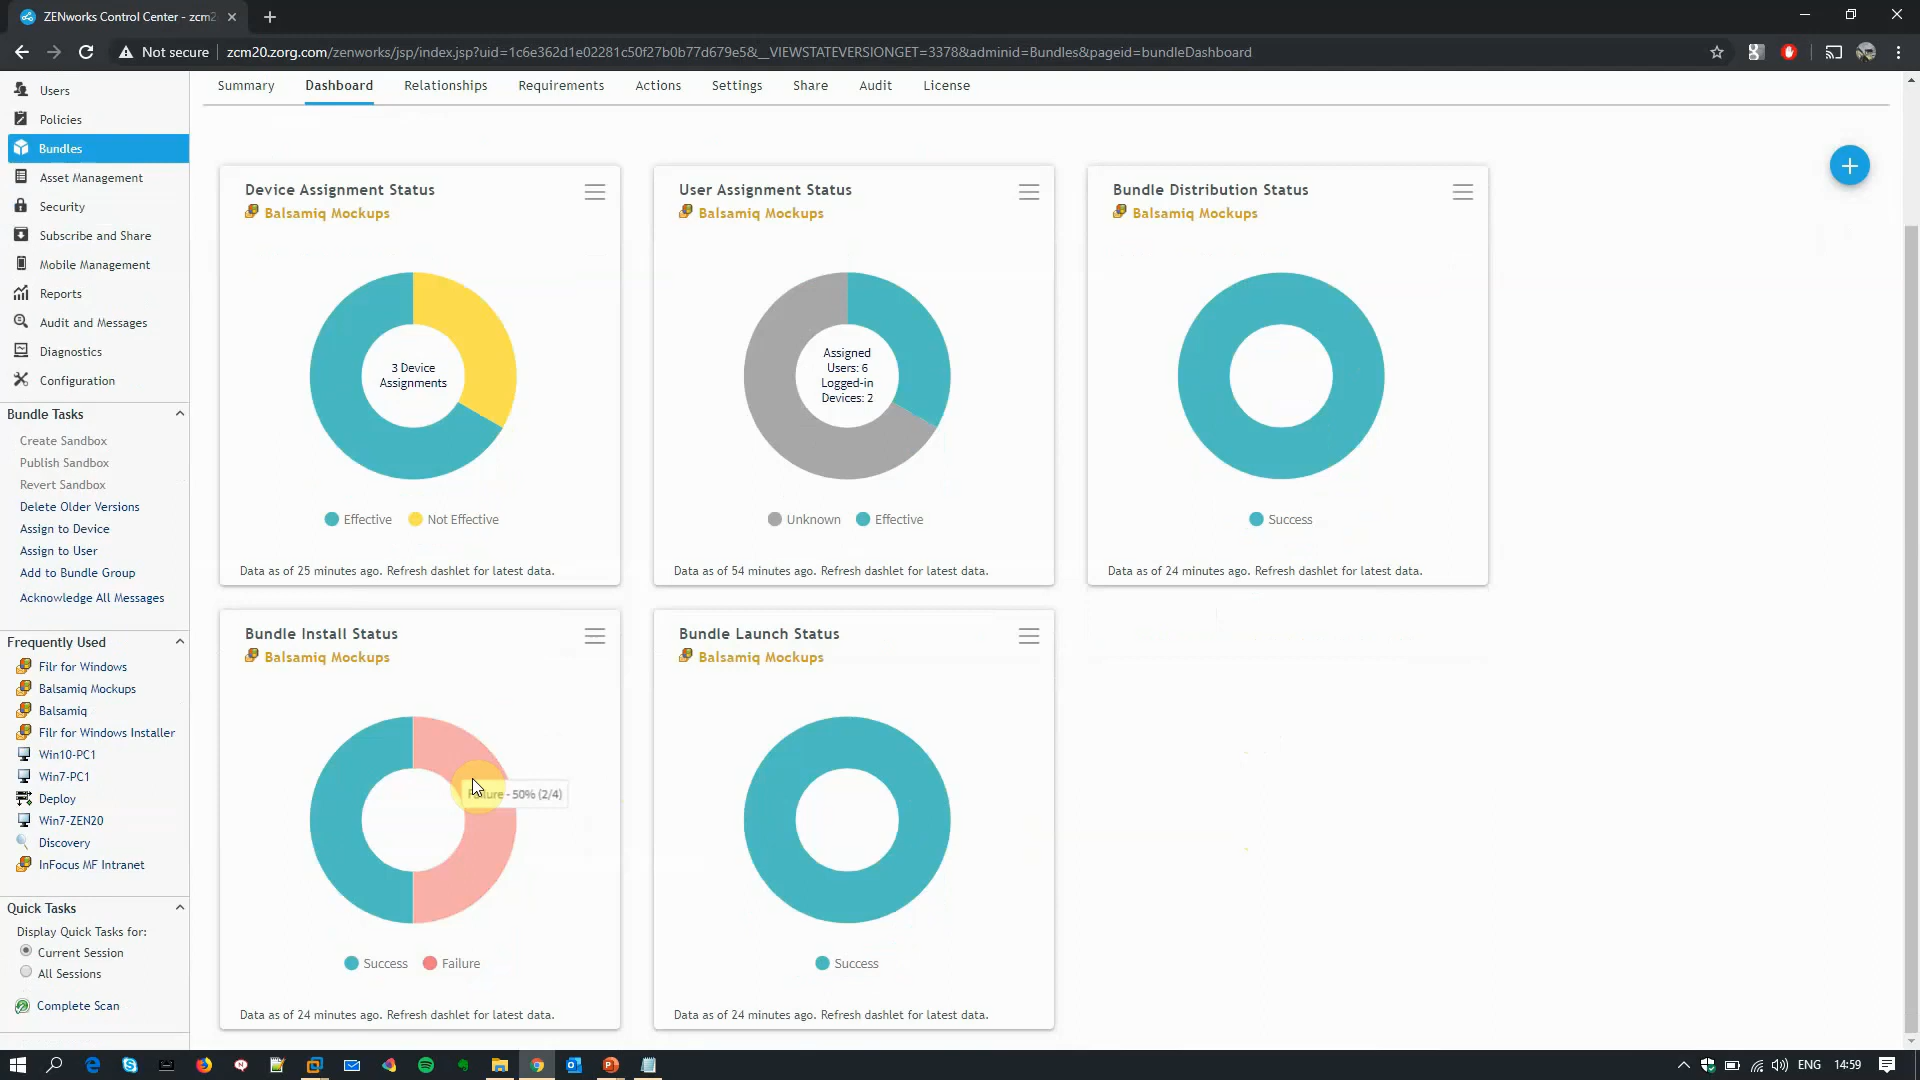 ZENworks Control Center - zcm2
Not secure
zcm20.zorg.com/zenworks/jsp/index.jsp?uid=1c6e362d1e02281c50f27b0b77d679e5&__VIEWSTATEVERSIONGET=3378&adminid=Bundles&pageid=bundleDashboard
Users
Policies
Bundles
Asset Management
Security
Subscribe and Share
Mobile Management
Reports
Audit and Messages
Diagnostics
Configuration
Bundle Tasks
Create Sandbox
Publish Sandbox
Revert Sandbox
Delete Older Versions
Assign to Device
Assign to User
Add to Bundle Group
Acknowledge All Messages
Frequently Used
Filr for Windows
Balsamiq Mockups
Balsamiq
Filr for Windows Installer
Win10-PC1
Win7-PC1
Deploy
Win7-ZEN20
Discovery
InFocus MF Intranet
Quick Tasks
Display Quick Tasks for:
Current Session
All Sessions
Complete Scan
Summary Dashboard Relationships Requirements Actions Settings Share Audit License
Device Assignment Status
Balsamiq Mockups
3 Device
Assignments
Effective Not Effective
Data as of 25 minutes ago. Refresh dashlet for latest data.
User Assignment Status
Balsamiq Mockups
Assigned
Users: 6
Logged-in
Devices: 2
Unknown Effective
Data as of 54 minutes ago. Refresh dashlet for latest data.
Bundle Distribution Status
Balsamiq Mockups
Success
Data as of 24 minutes ago. Refresh dashlet for latest data.
Bundle Install Status
Balsamiq Mockups
Failure - 50% (2/4)
Success Failure
Data as of 24 minutes ago. Refresh dashlet for latest data.
Bundle Launch Status
Balsamiq Mockups
Success
Data as of 24 minutes ago. Refresh dashlet for latest data.
ENG 14:59